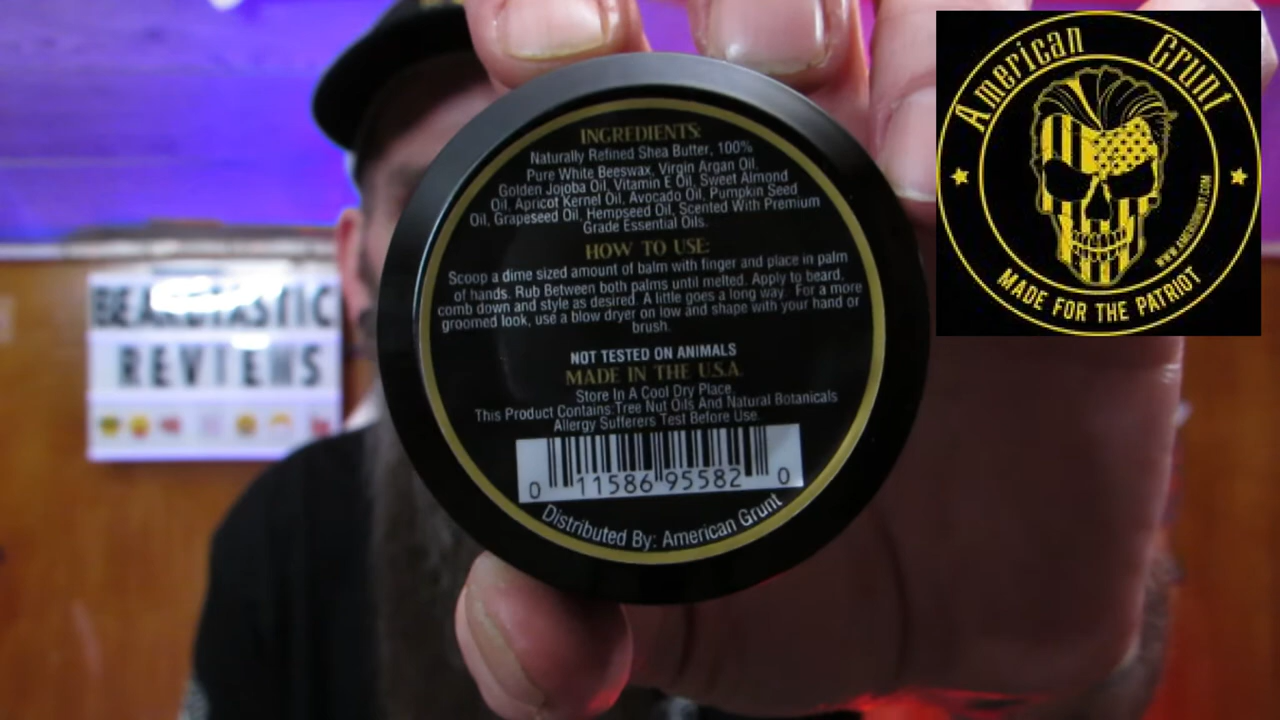 INGREDIENTS:
Naturally Refined Shea Butter, 100%
Pure White Beeswax, Virgin Argan Oil,
Golden Jojoba Oil, Vitamin E Oil, Sweet Almond
Oil, Apricot Kernel Oil, Avocado Oil, Pumpkin Seed
Oil, Grapeseed Oil, Hempseed Oil, Scented With Premium
Grade Essential Oils.
HOW TO USE:
Scoop a dime sized amount of balm with finger and place in palm
of hands. Rub Between both palms until melted. Apply to beard,
comb down and style as desired. A little goes a long way. For a more
groomed look, use a blow dryer on low and shape with your hand or
brush.
NOT TESTED ON ANIMALS
MADE IN THE U.S.A.
Store In A Cool Dry Place.
This Product Contains:Tree Nut Oils And Natural Botanicals
Allergy Sufferers Test Before Use.
0 11586 95582 0
Distributed By: American Grunt
American Grunt
WWW.AMERICANGRUNT.COM
MADE FOR THE PATRIOT
BEARDTASTIC
REVIEWS